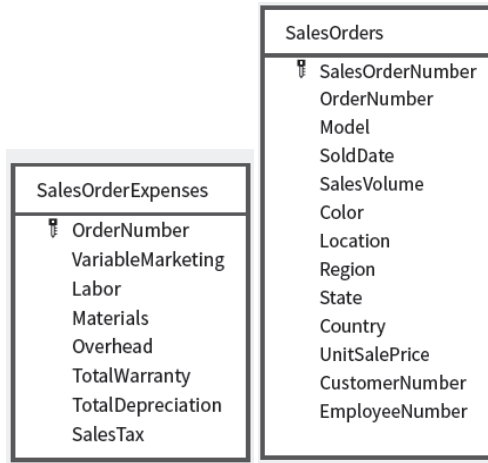 SalesOrderExpenses
OrderNumber
VariableMarketing
Labor
Materials
Overhead
TotalWarranty
TotalDepreciation
SalesTax
SalesOrders
SalesOrderNumber
OrderNumber
Model
SoldDate
SalesVolume
Color
Location
Region
State
Country
UnitSalePrice
CustomerNumber
EmployeeNumber